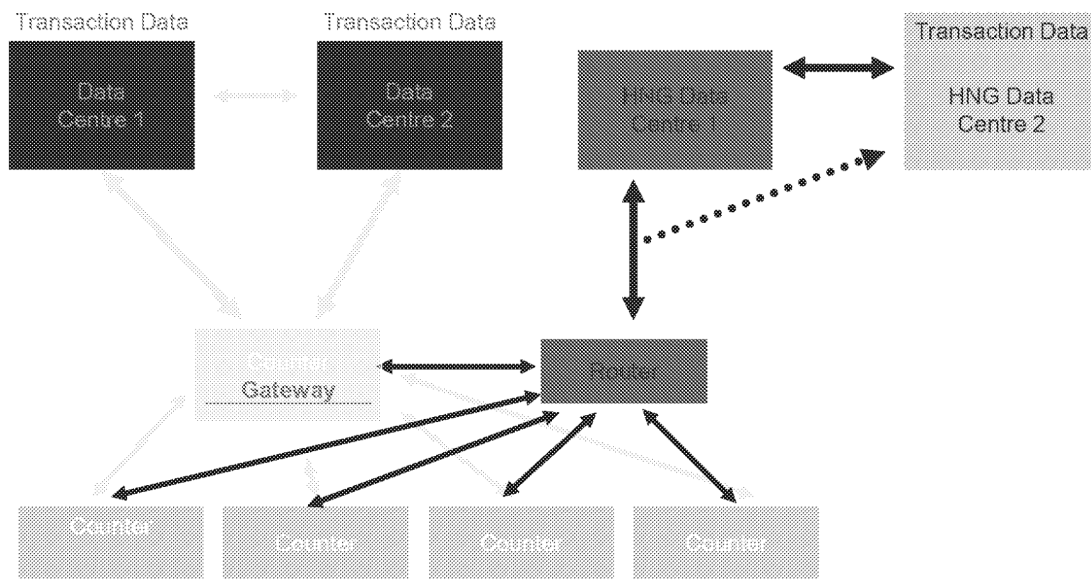 Transaction Data
Transaction Data
Transaction Data
Data
Centre 1
Data
Centre 2
HNG Data
Centre 1
HNG Data
Centre 2
Counter
Gateway
Router
Counter
Counter
Counter
Counter